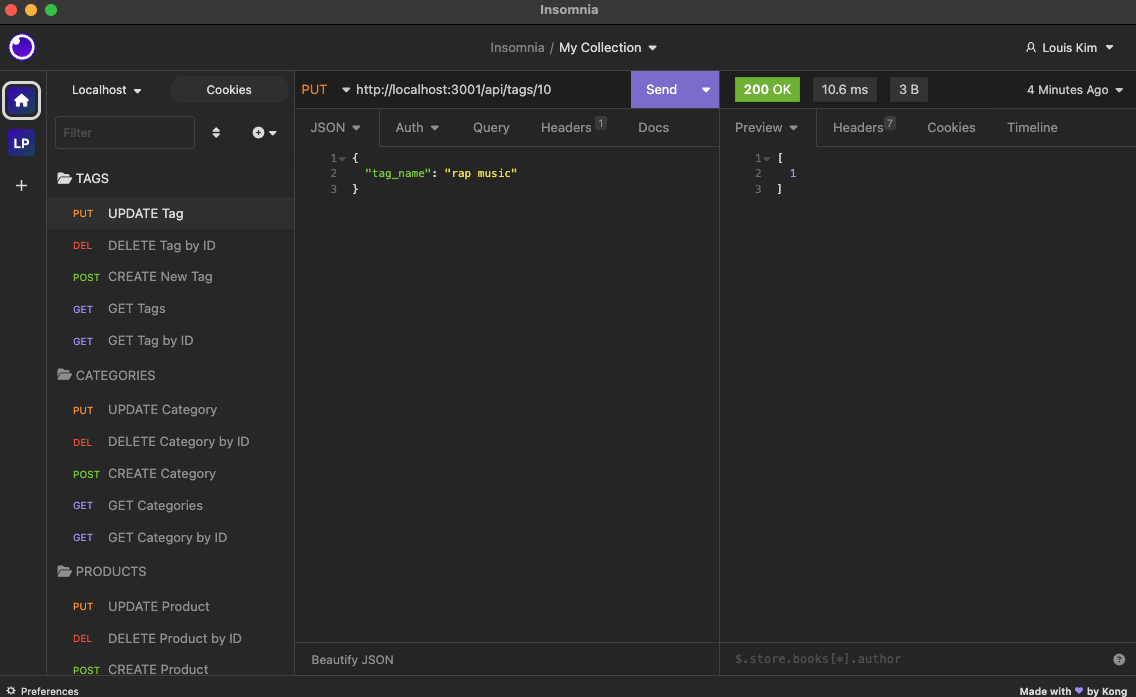 Insomnia
Insomnia / My Collection
Louis Kim
Localhost
Cookies
PUT http://localhost:3001/api/tags/10
Send
200 OK
10.6 ms
3 B
4 Minutes Ago
LP
Filter
JSON
Auth
Query
Headers 1
Docs
Preview
Headers 7
Cookies
Timeline
TAGS
PUT UPDATE Tag
DEL DELETE Tag by ID
POST CREATE New Tag
GET GET Tags
GET GET Tag by ID
CATEGORIES
PUT UPDATE Category
DEL DELETE Category by ID
POST CREATE Category
GET GET Categories
GET GET Category by ID
PRODUCTS
PUT UPDATE Product
DEL DELETE Product by ID
POST CREATE Product
1 {
2 "tag_name": "rap music"
3 }
1 [
2 1
3 ]
Beautify JSON
$.store.books[*].author
?
Preferences
Made with 💜 by Kong